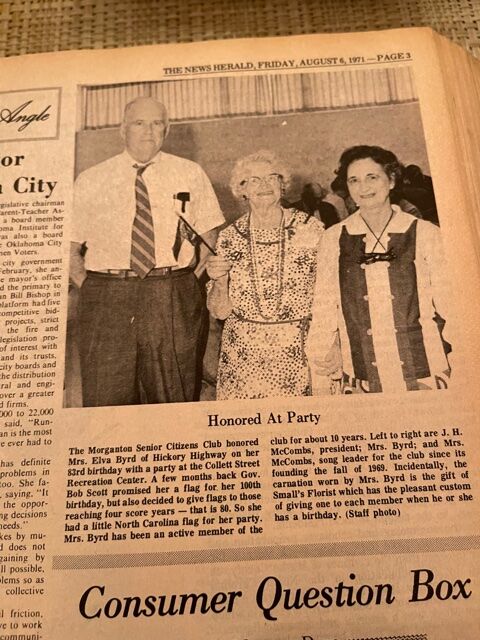 THE NEWS HERALD, FRIDAY, AUGUST 6, 1971 — PAGE 3
Angle
or
City
egislative chairman
arent-Teacher As-
a board member
oma Institute for
was also a board
e Oklahoma City
men Voters.
city government
February, she an-
e mayor's office
d the primary to
n Bill Bishop in
platform had five
competitive bid-
projects, strict
the fire and
legislation pro-
of interest with
and its trusts,
city boards and
the distribution
ral and engi-
over a greater
d firms.
000 to 22,000
said, "Run-
an is the most
e ever had to
has definite
problems in
too. She fa-
, saying, "It
the oppor-
ng decisions
needs."
kes by mu-
d does not
gaining by
ll possible,
blems so as
collective
il friction,
ve to work
communi-
Honored At Party
The Morganton Senior Citizens Club honored
Mrs. Elva Byrd of Hickory Highway on her
83rd birthday with a party at the Collett Street
Recreation Center. A few months back Gov.
Bob Scott promised her a flag for her 100th
birthday, but also decided to give flags to those
reaching four score years — that is 80. So she
had a little North Carolina flag for her party.
Mrs. Byrd has been an active member of the
club for about 10 years. Left to right are J. H.
McCombs, president; Mrs. Byrd; and Mrs.
McCombs, song leader for the club since its
founding the fall of 1969. Incidentally, the
carnation worn by Mrs. Byrd is the gift of
Small's Florist which has the pleasant custom
of giving one to each member when he or she
has a birthday. (Staff photo)
Consumer Question Box